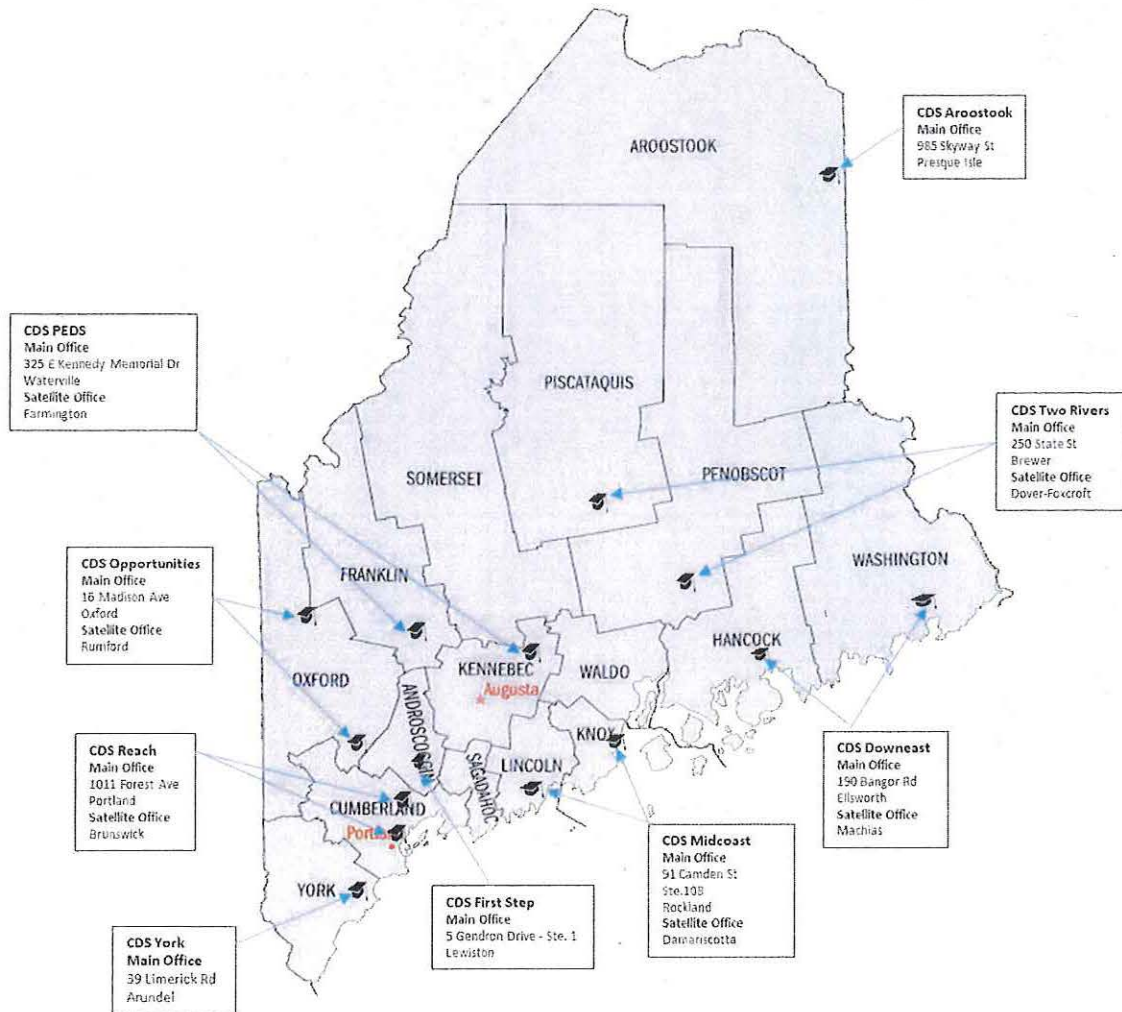 CDS Aroostook
Main Office
985 Skyway St
Presque Isle
AROOSTOOK
CDS PEDS
Main Office
325 E Kennedy Memorial Dr
Waterville
Satellite Office
Farmington
PISCATAQUIS
CDS Two Rivers
Main Office
250 State St
Brewer
Satellite Office
Dover-Foxcroft
SOMERSET
PENOBSCOT
CDS Opportunities
Main Office
16 Madison Ave
Oxford
Satellite Office
Rumford
FRANKLIN
WASHINGTON
HANCOCK
KENNEBEC
WALDO
OXFORD
Augusta
ANDROSCOGGIN
KNOX
CDS Reach
Main Office
1011 Forest Ave
Portland
Satellite Office
Brunswick
SAGADAHOC
LINCOLN
CDS Downeast
Main Office
190 Bangor Rd
Ellsworth
Satellite Office
Machias
CUMBERLAND
CDS Midcoast
Main Office
91 Camden St
Ste.108
Rockland
Satellite Office
Damariscotta
YORK
CDS First Step
Main Office
5 Gendron Drive - Ste. 1
Lewiston
CDS York
Main Office
39 Limerick Rd
Arundel